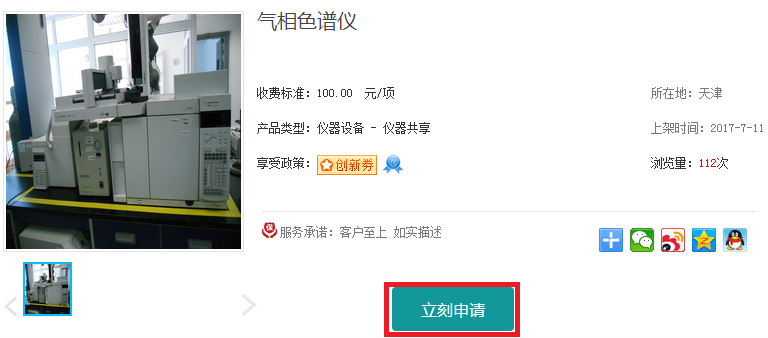 气相色谱仪
收费标准：100.00 元/项
所在地：天津
产品类型：仪器设备 - 仪器共享
上架时间：2017-7-11
享受政策：创新券
浏览量：112次
服务承诺：客户至上 如实描述
立刻申请